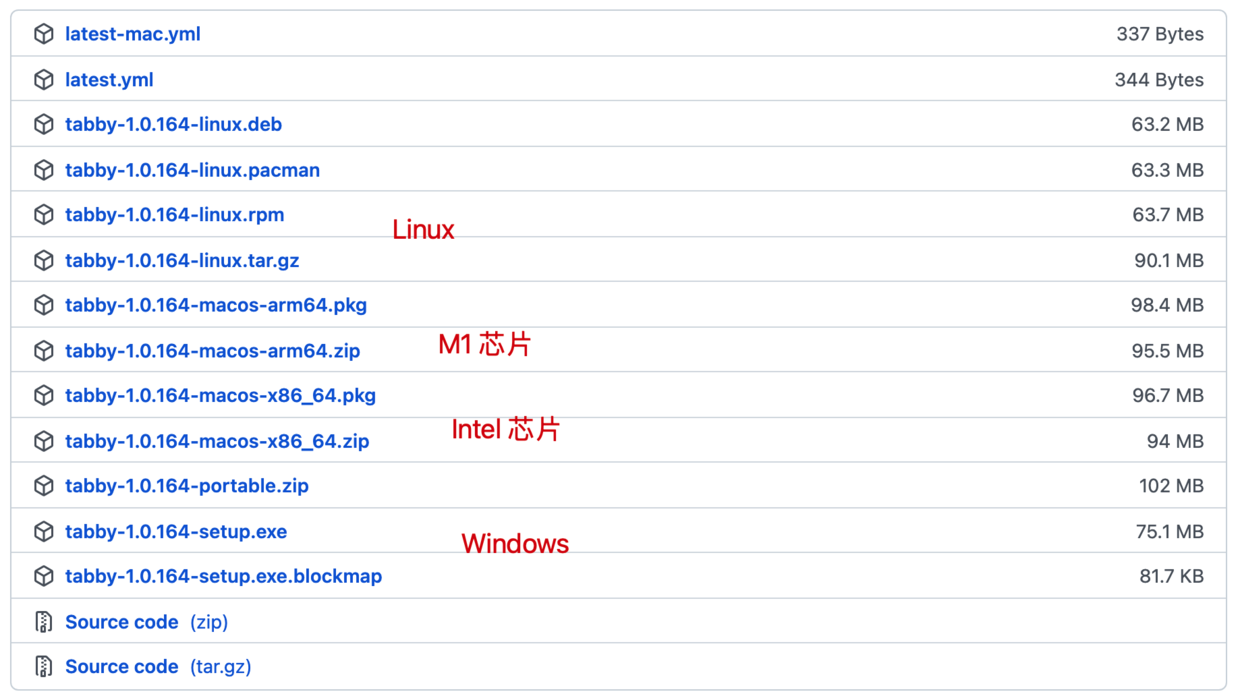 latest-mac.yml 337 Bytes
latest.yml 344 Bytes
tabby-1.0.164-linux.deb 63.2 MB
tabby-1.0.164-linux.pacman 63.3 MB
tabby-1.0.164-linux.rpm 63.7 MB
Linux
tabby-1.0.164-linux.tar.gz 90.1 MB
tabby-1.0.164-macos-arm64.pkg 98.4 MB
M1 芯片
tabby-1.0.164-macos-arm64.zip 95.5 MB
tabby-1.0.164-macos-x86_64.pkg 96.7 MB
Intel 芯片
tabby-1.0.164-macos-x86_64.zip 94 MB
tabby-1.0.164-portable.zip 102 MB
tabby-1.0.164-setup.exe 75.1 MB
Windows
tabby-1.0.164-setup.exe.blockmap 81.7 KB
Source code (zip)
Source code (tar.gz)